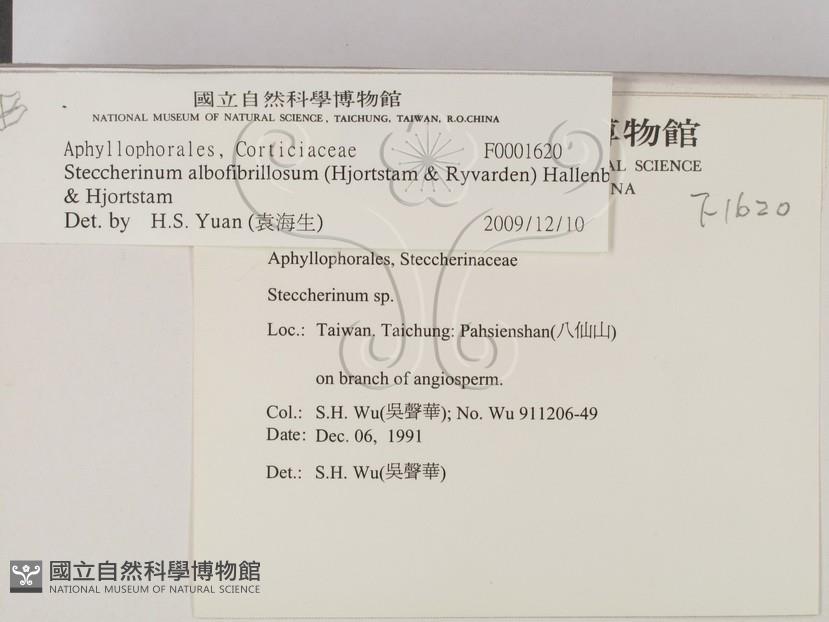 國立自然科學博物館
NATIONAL MUSEUM OF NATURAL SCIENCE, TAICHUNG, TAIWAN, R.O.CHINA
Aphyllophorales, Corticiaceae F0001620
Steccherinum albofibrillosum (Hjortstam & Ryvarden) Hallenb
& Hjortstam
Det. by H.S. Yuan (袁海生) 2009/12/10
物館
AL SCIENCE
NA
F1620
Aphyllophorales, Steccherinaceae
Steccherinum sp.
Loc.: Taiwan. Taichung: Pahsienshan(八仙山)
on branch of angiosperm.
Col.: S.H. Wu(吳聲華); No. Wu 911206-49
Date: Dec. 06, 1991
Det.: S.H. Wu(吳聲華)
國立自然科學博物館
NATIONAL MUSEUM OF NATURAL SCIENCE